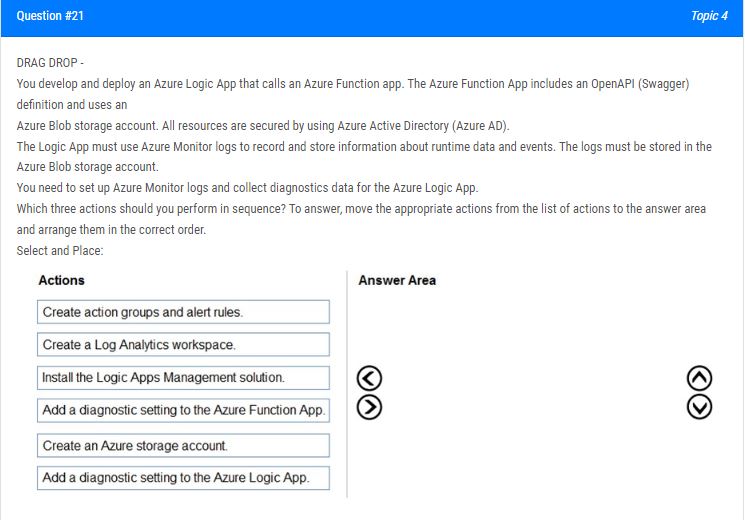 Question #21
Topic 4
DRAG DROP -
You develop and deploy an Azure Logic App that calls an Azure Function app. The Azure Function App includes an OpenAPI (Swagger)
definition and uses an
Azure Blob storage account. All resources are secured by using Azure Active Directory (Azure AD).
The Logic App must use Azure Monitor logs to record and store information about runtime data and events. The logs must be stored in the
Azure Blob storage account.
You need to set up Azure Monitor logs and collect diagnostics data for the Azure Logic App.
Which three actions should you perform in sequence? To answer, move the appropriate actions from the list of actions to the answer area
and arrange them in the correct order.
Select and Place:
Actions
Answer Area
Create action groups and alert rules.
Create a Log Analytics workspace.
Install the Logic Apps Management solution.
Add a diagnostic setting to the Azure Function App.
Create an Azure storage account.
Add a diagnostic setting to the Azure Logic App.